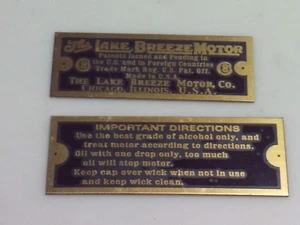 The LAKE BREEZE MOTOR
Patents Issued and Pending in
the U.S. and in Foreign Countries
Trade Mark Reg. U.S. Pat. Off.
Made in U.S.A.
THE LAKE BREEZE MOTOR, CO.
CHICAGO, ILLINOIS, U.S.A.
IMPORTANT DIRECTIONS
Use the best grade of alcohol only, and
treat motor according to directions.
Oil with one drop only, too much
oil will stop motor.
Keep cap over wick when not in use
and keep wick clean.